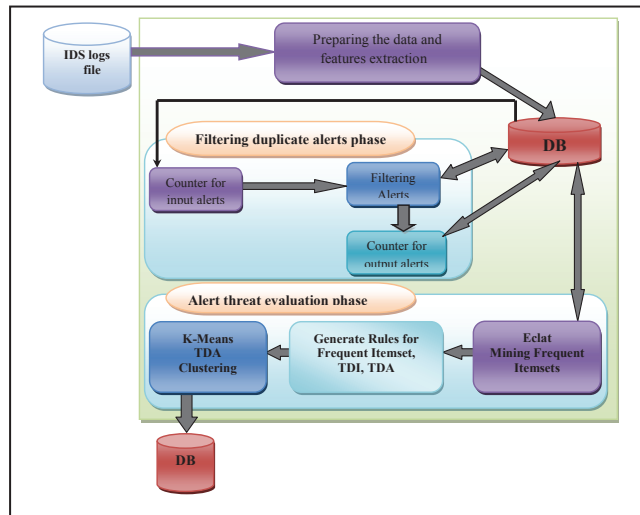 IDS logs
file
Preparing the data and
features extraction
DB
Filtering duplicate alerts phase
Counter for
input alerts
Filtering
Alerts
Counter for
output alerts
Alert threat evaluation phase
K-Means
TDA
Clustering
Generate Rules for
Frequent Itemset,
TDI, TDA
Eclat
Mining Frequent
Itemsets
DB